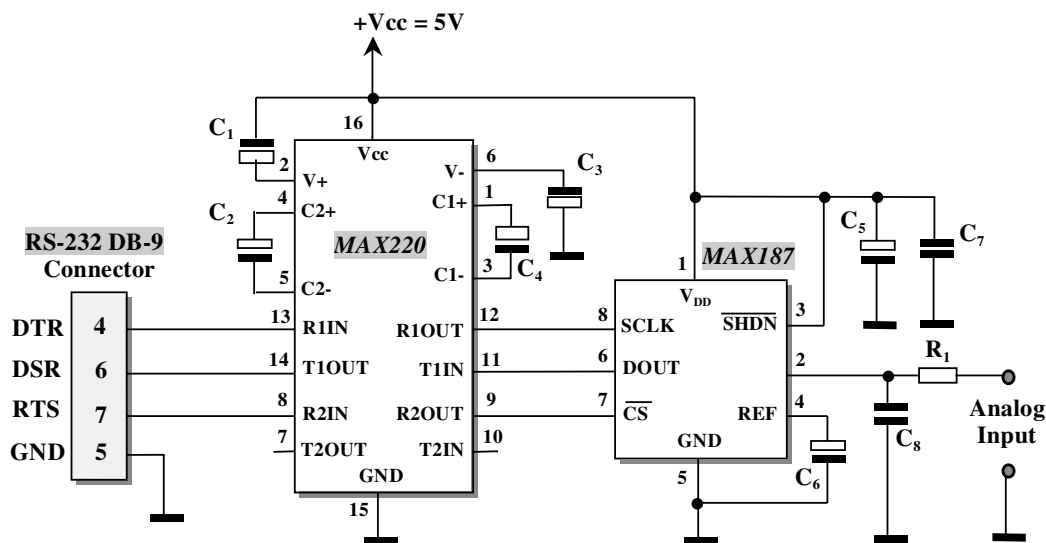 +Vcc = 5V
C1
16
Vcc
2
V+
6
V-
C3
4
C2+
1
C1+
C2
MAX220
C5
C7
RS-232 DB-9
Connector
5
C2-
3
C1-
C4
1
MAX187
VDD
3
SHDN
DTR
4
13
R1IN
R1OUT
12
8
SCLK
DSR
6
14
T1OUT
T1IN
11
6
DOUT
2
R1
RTS
7
8
R2IN
R2OUT
9
7
CS
REF
4
C8
Analog
Input
GND
5
7
T2OUT
T2IN
10
GND
5
C6
GND
15